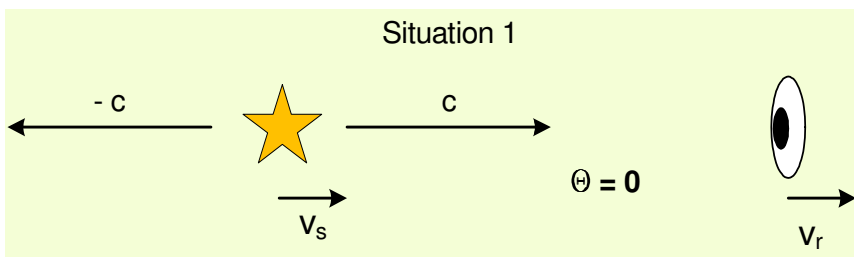 Situation 1
- c
c
Θ = 0
vₛ
vᵣ